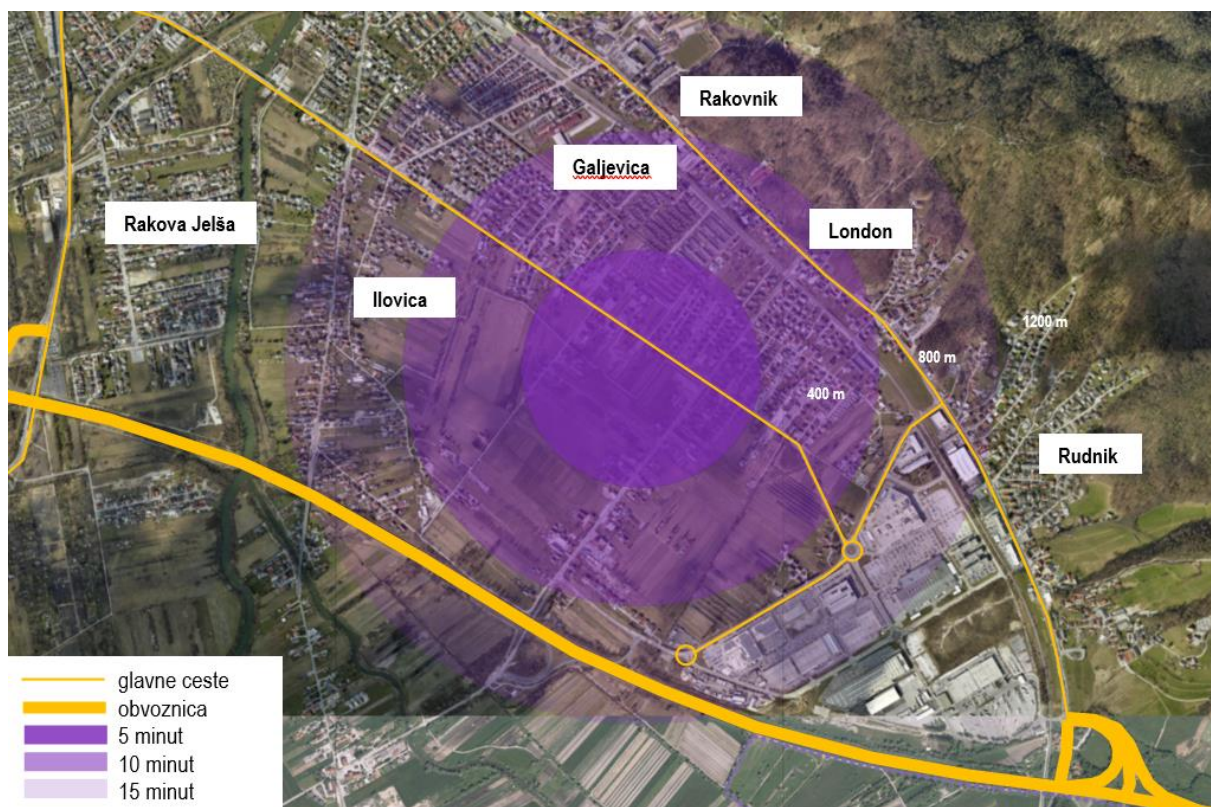 Rakovnik
Galjevica
Rakova Jelša
London
Ilovica
1200 m
800 m
400 m
Rudnik
glavne ceste
obvoznica
5 minut
10 minut
15 minut